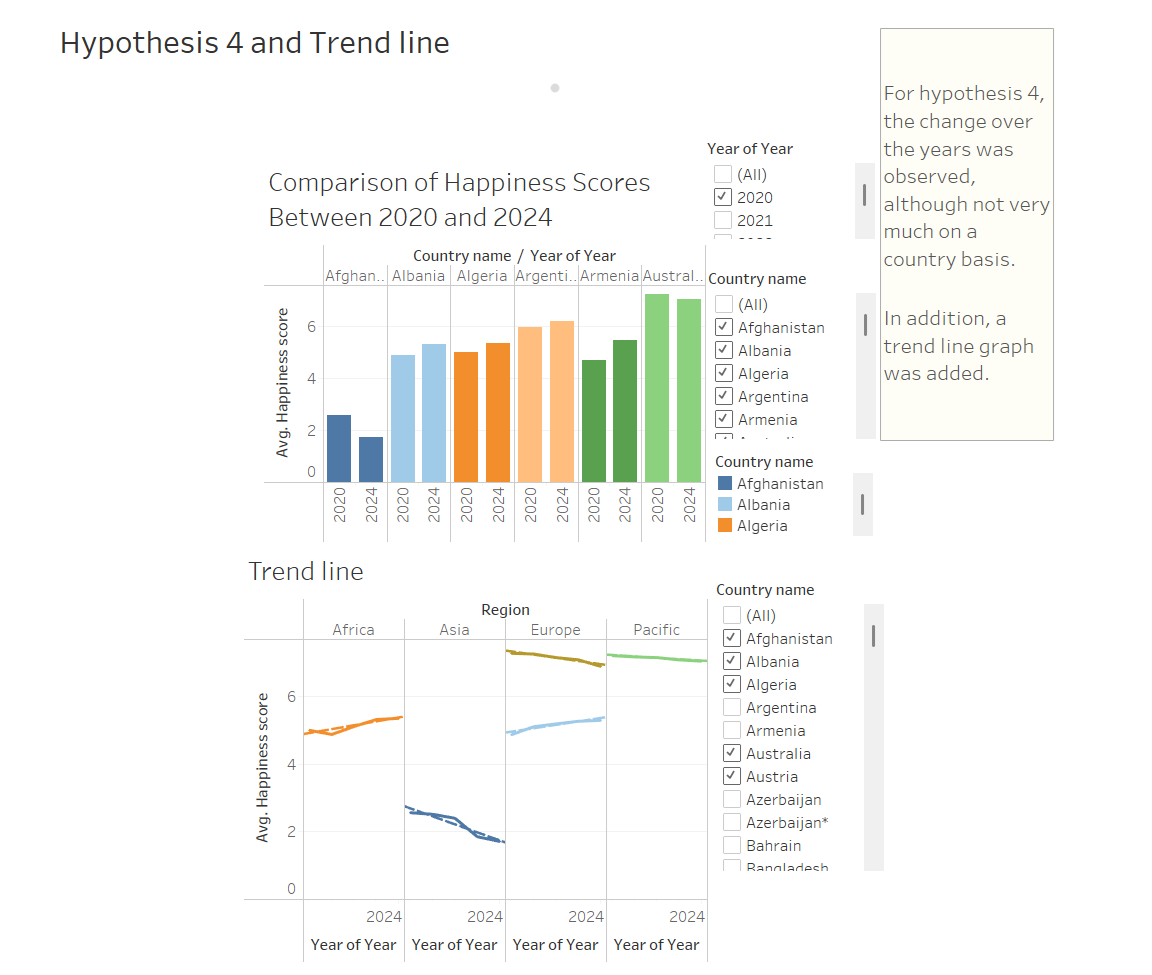 Hypothesis 4 and Trend line
For hypothesis 4,
the change over
the years was
observed,
although not very
much on a
country basis.
In addition, a
trend line graph
was added.
Comparison of Happiness Scores
Between 2020 and 2024
Year of Year
(All)
2020
2021
Country name / Year of Year
Afghan.. Albania Algeria Argenti.. Armenia Austral..
Avg. Happiness score
6
4
2
0
2020 2024 2020 2024 2020 2024 2020 2024 2020 2024 2020 2024
Country name
(All)
Afghanistan
Albania
Algeria
Argentina
Armenia
Country name
Afghanistan
Albania
Algeria
Trend line
Region
Africa Asia Europe Pacific
Avg. Happiness score
6
4
2
0
2024 2024 2024 2024
Year of Year Year of Year Year of Year Year of Year
Country name
(All)
Afghanistan
Albania
Algeria
Argentina
Armenia
Australia
Austria
Azerbaijan
Azerbaijan*
Bahrain
Bangladesh